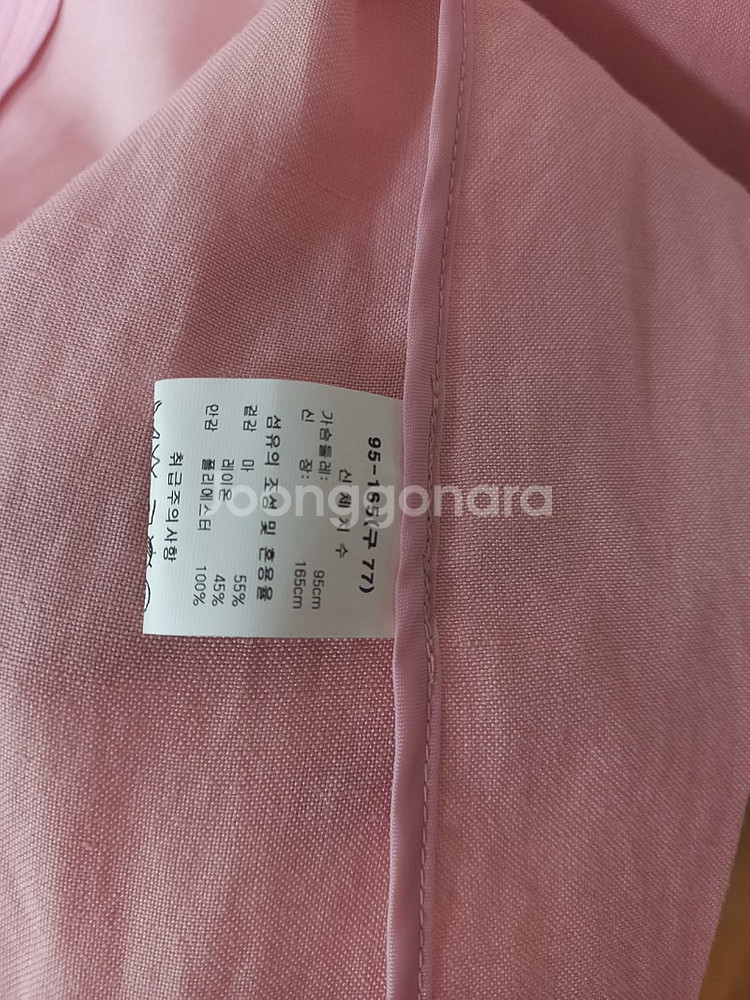 95-165(구 77)
신체치수
가슴둘레: 95cm
신 장: 165cm
섬유의 조성 및 혼용율
겉감 마 55%
레이온 45%
안감 폴리에스터 100%
취급주의사항
Joonggonara